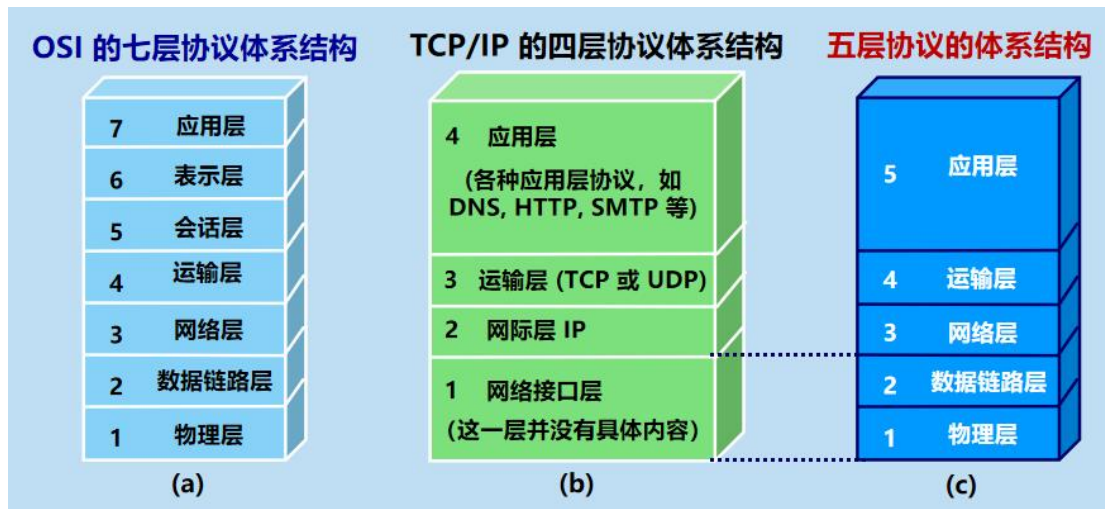 OSI 的七层协议体系结构
7 应用层
6 表示层
5 会话层
4 运输层
3 网络层
2 数据链路层
1 物理层
(a)
TCP/IP 的四层协议体系结构
4 应用层
(各种应用层协议，如
DNS, HTTP, SMTP 等)
3 运输层 (TCP 或 UDP)
2 网际层 IP
1 网络接口层
(这一层并没有具体内容)
(b)
五层协议的体系结构
5 应用层
4 运输层
3 网络层
2 数据链路层
1 物理层
(c)